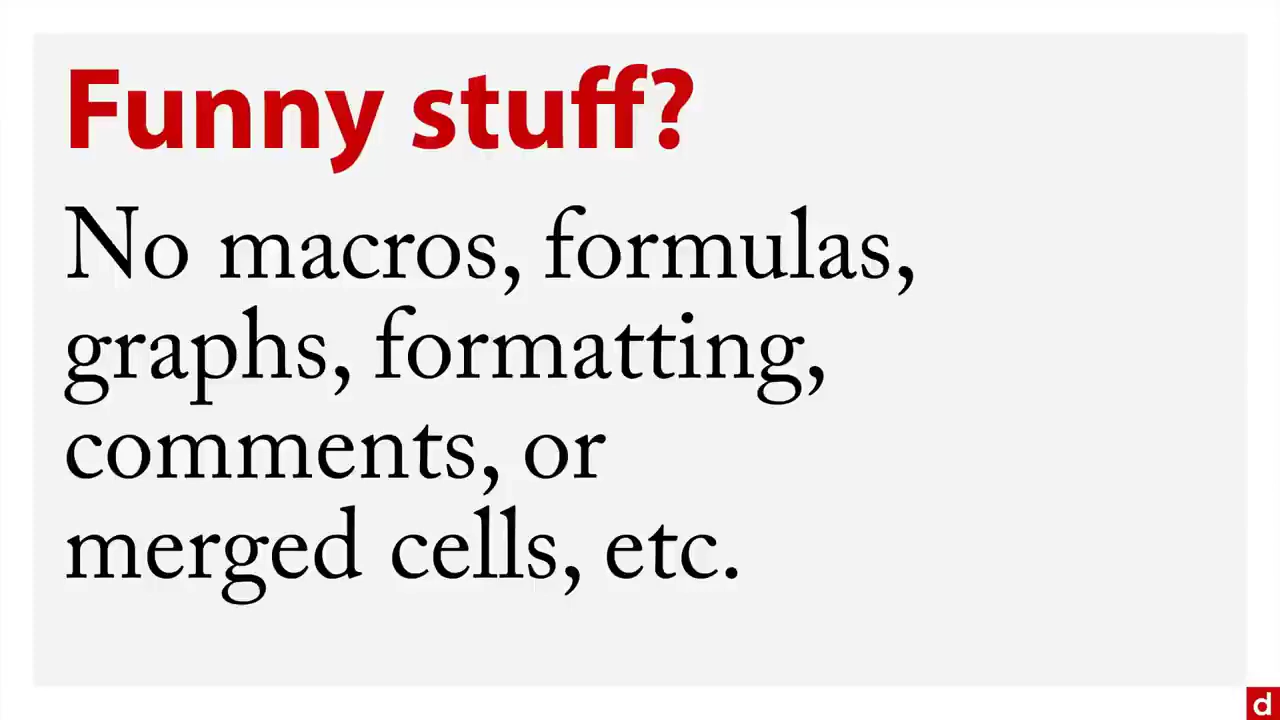 Funny stuff?
No macros, formulas,
graphs, formatting,
comments, or
merged cells, etc.
d